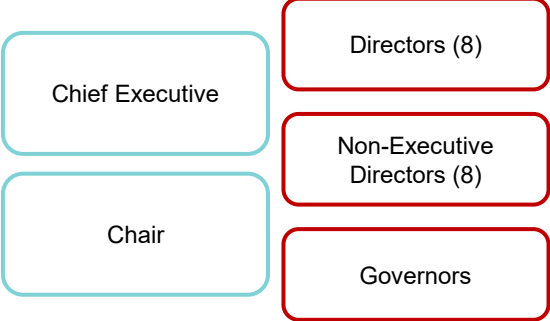 Chief Executive
Chair
Directors (8)
Non-Executive
Directors (8)
Governors